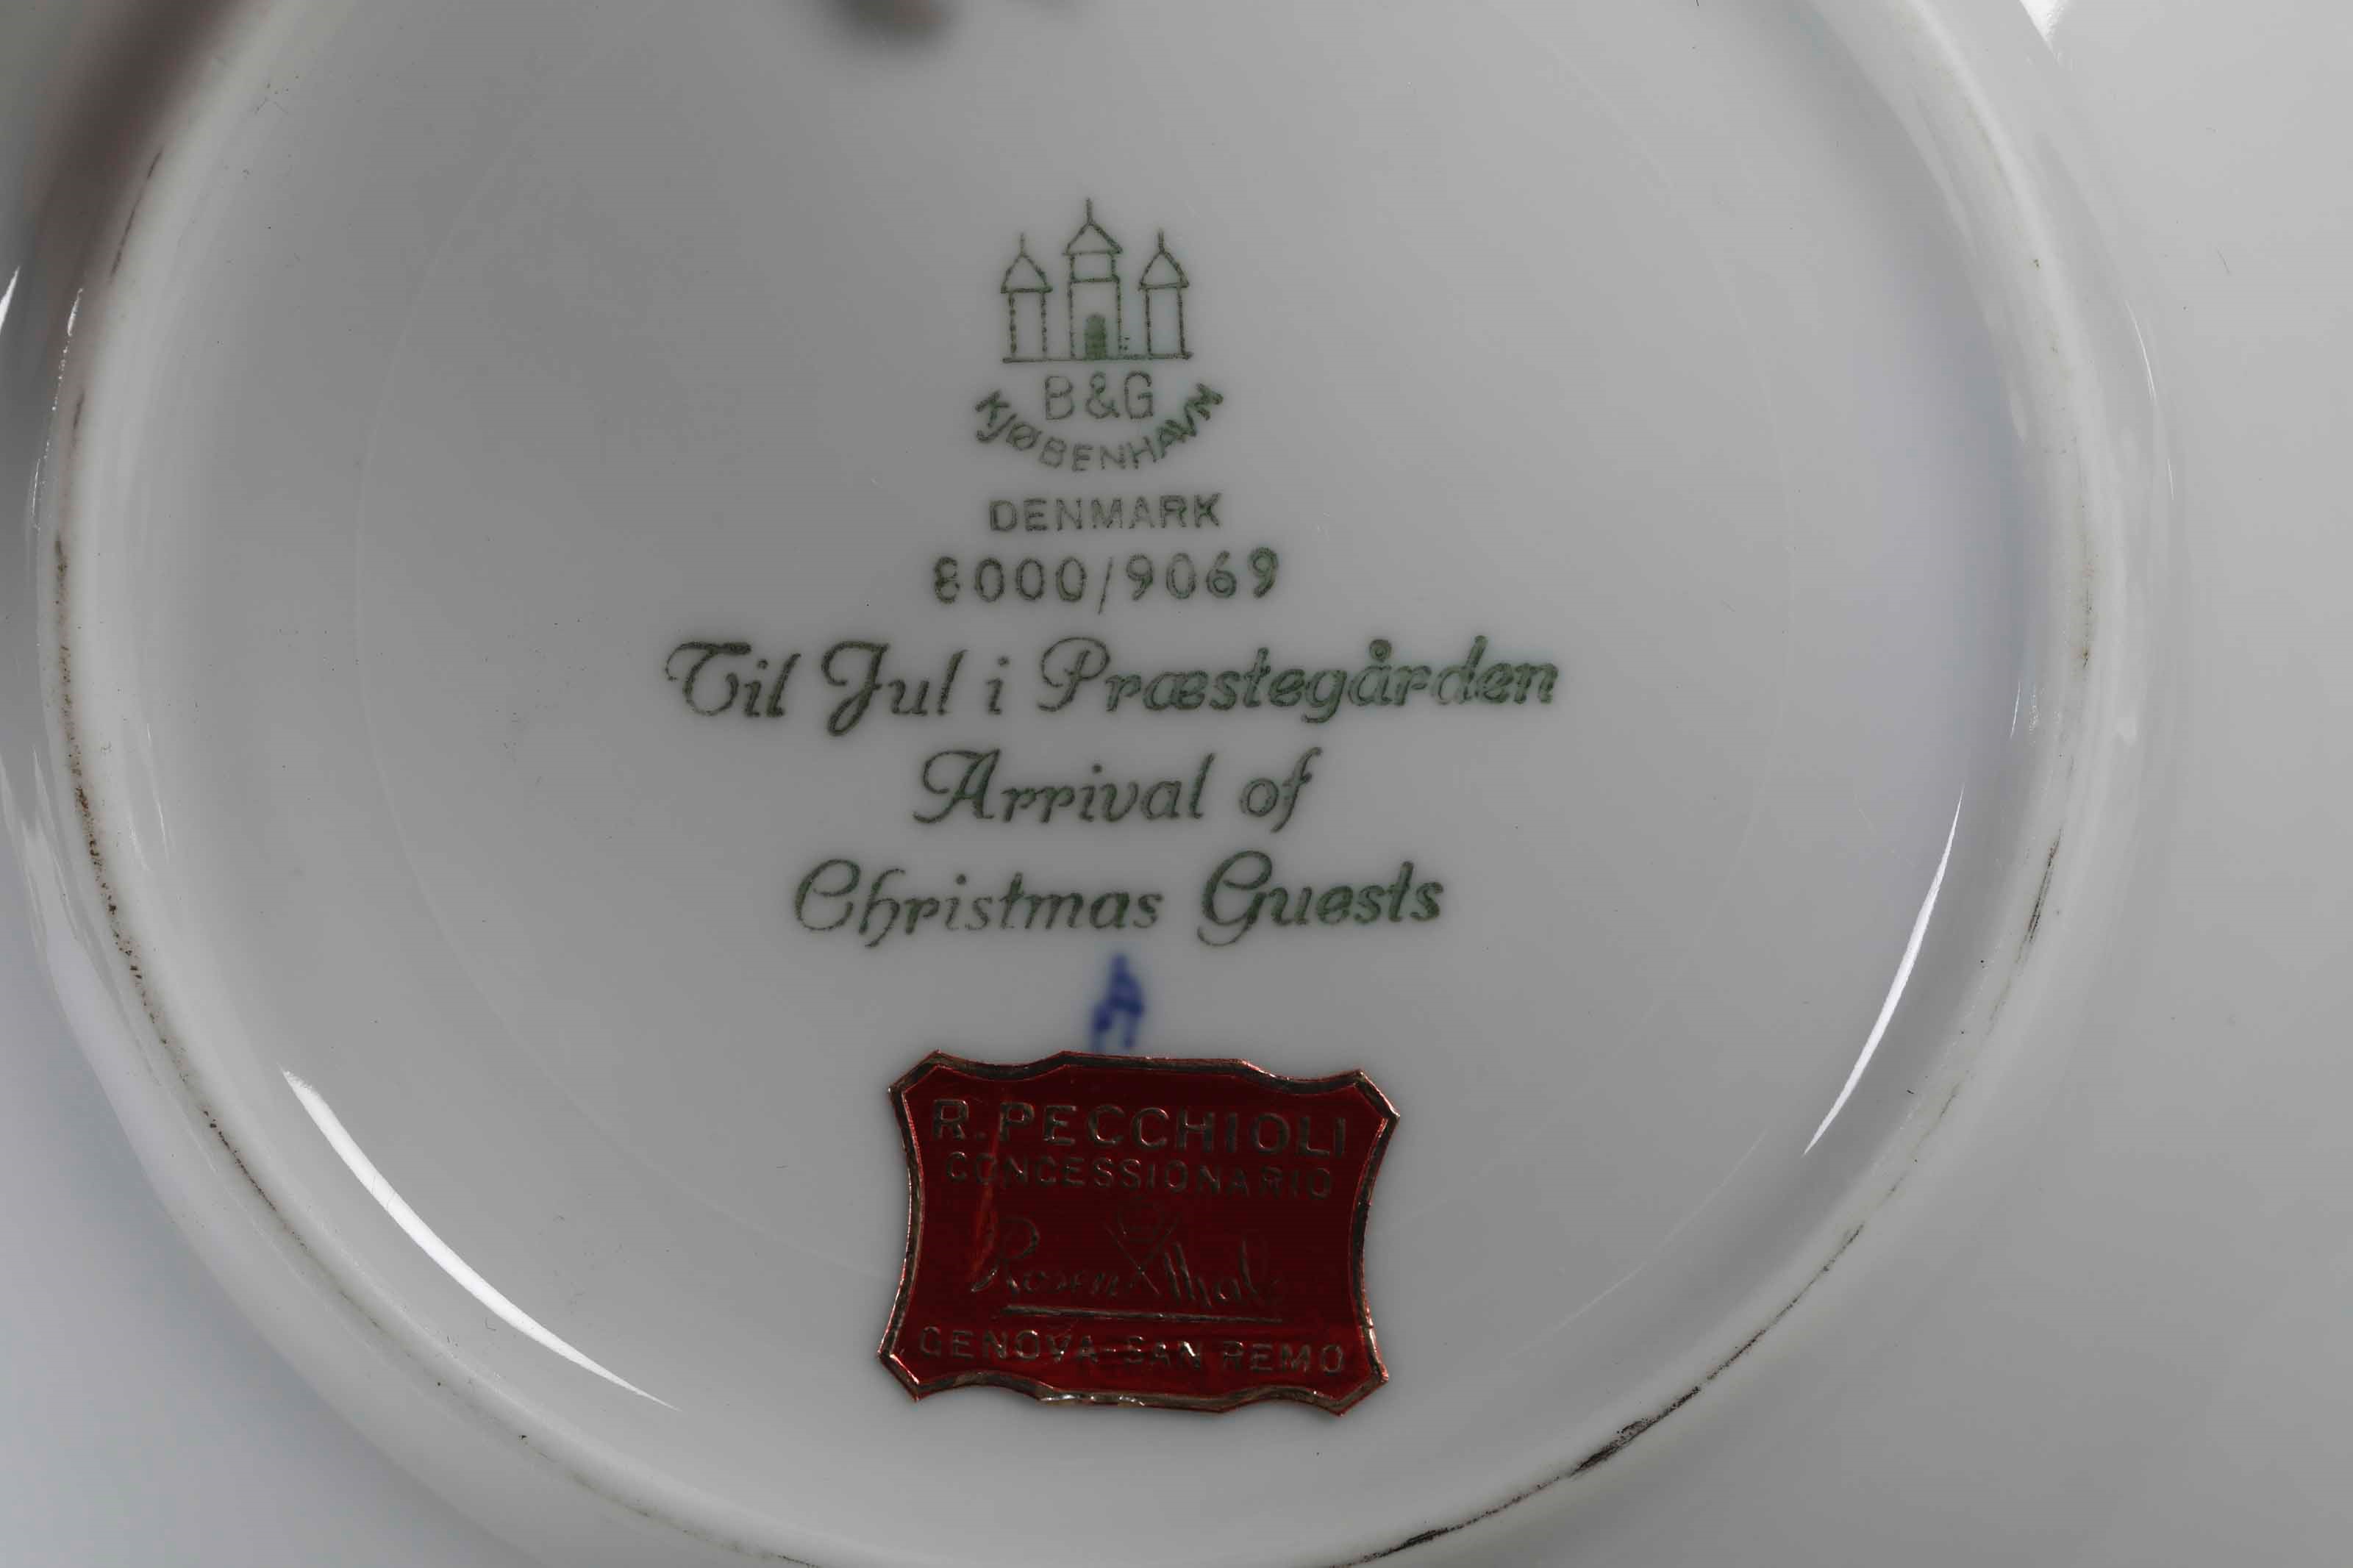 B&G
KJØBENHAVN
DENMARK
8000/9069
Til Jul i Præstegården
Arrival of
Christmas Guests
R. PECCHIOLI
CONCESSIONARIO
Rosenthal
GENOVA-SAN REMO